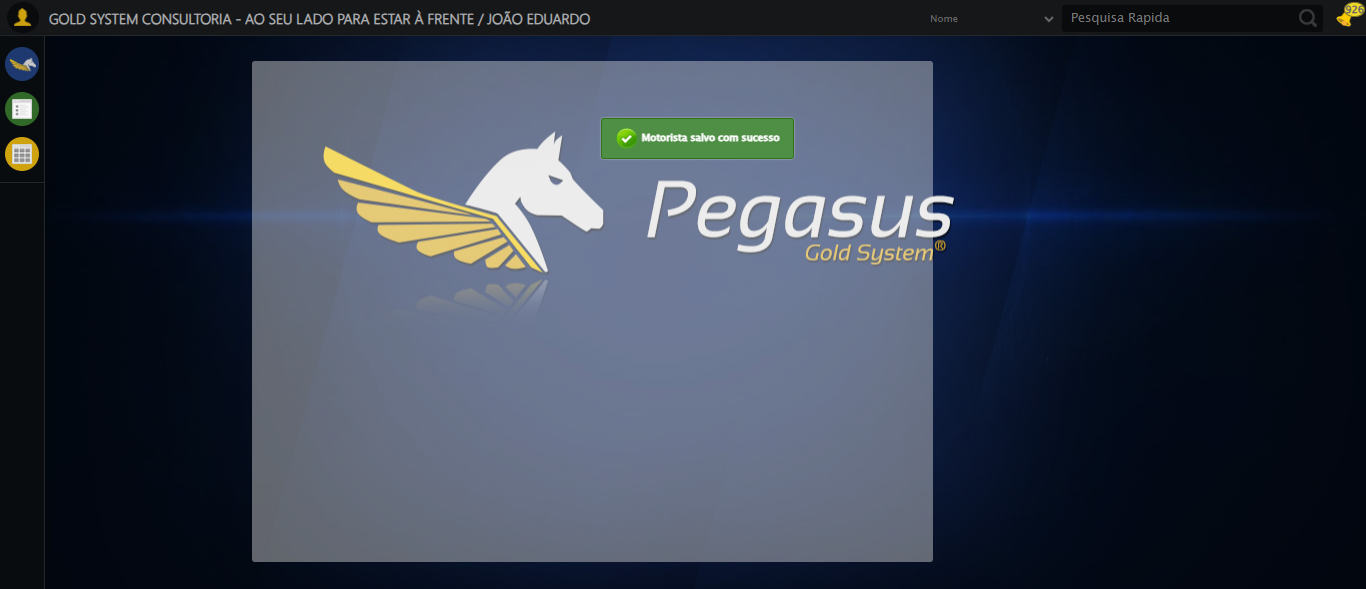 GOLD SYSTEM CONSULTORIA - AO SEU LADO PARA ESTAR À FRENTE / JOÃO EDUARDO
Nome
Pesquisa Rapida
926
Motorista salvo com sucesso
Pegasus
Gold System®